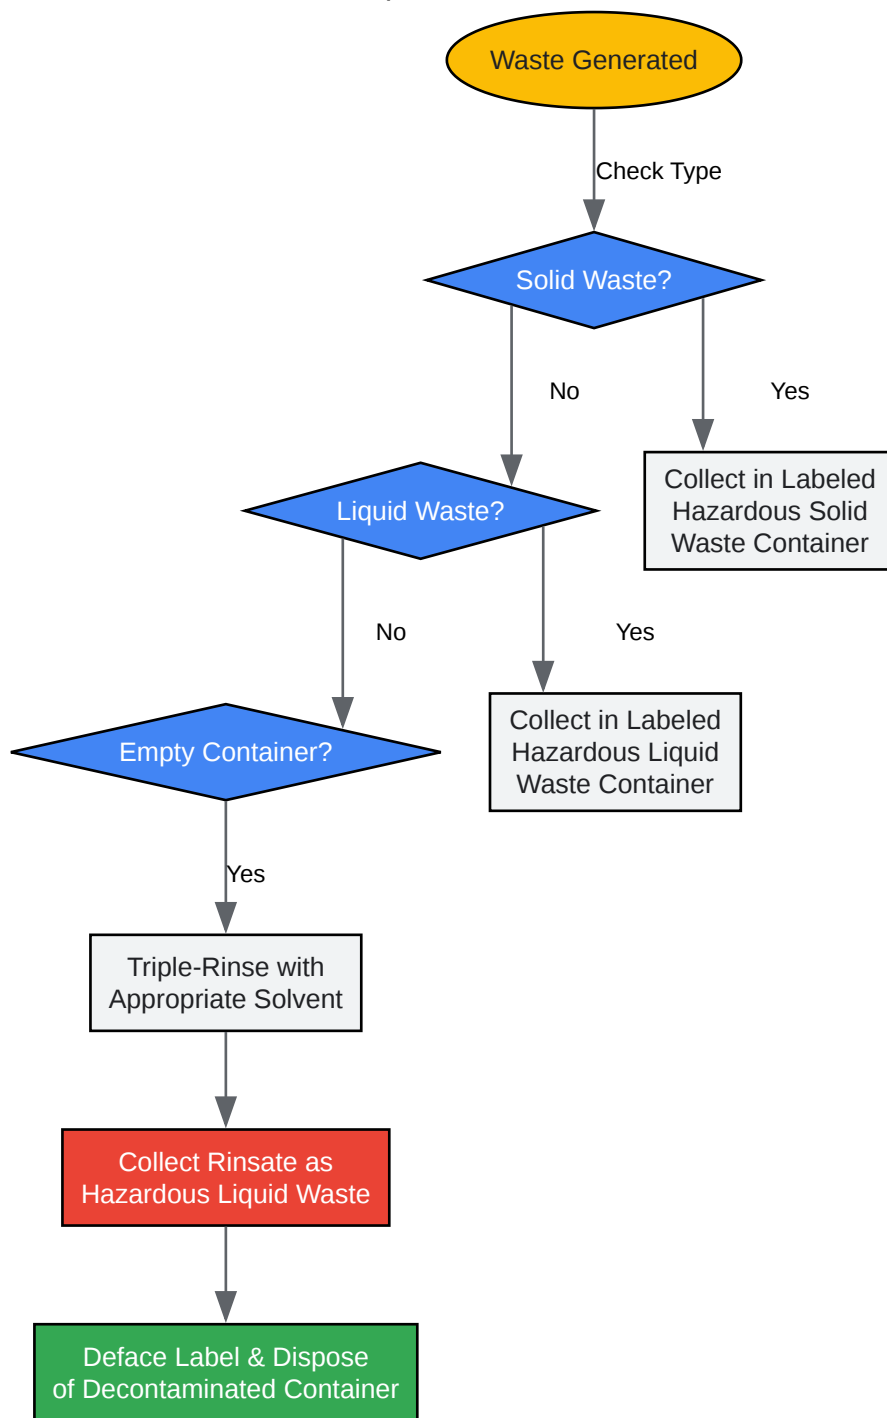 Waste Generated
Check Type
Solid Waste?
No
Yes
Collect in Labeled
Hazardous Solid
Waste Container
Liquid Waste?
No
Yes
Collect in Labeled
Hazardous Liquid
Waste Container
Empty Container?
Yes
Triple-Rinse with
Appropriate Solvent
Collect Rinsate as
Hazardous Liquid Waste
Deface Label & Dispose
of Decontaminated Container